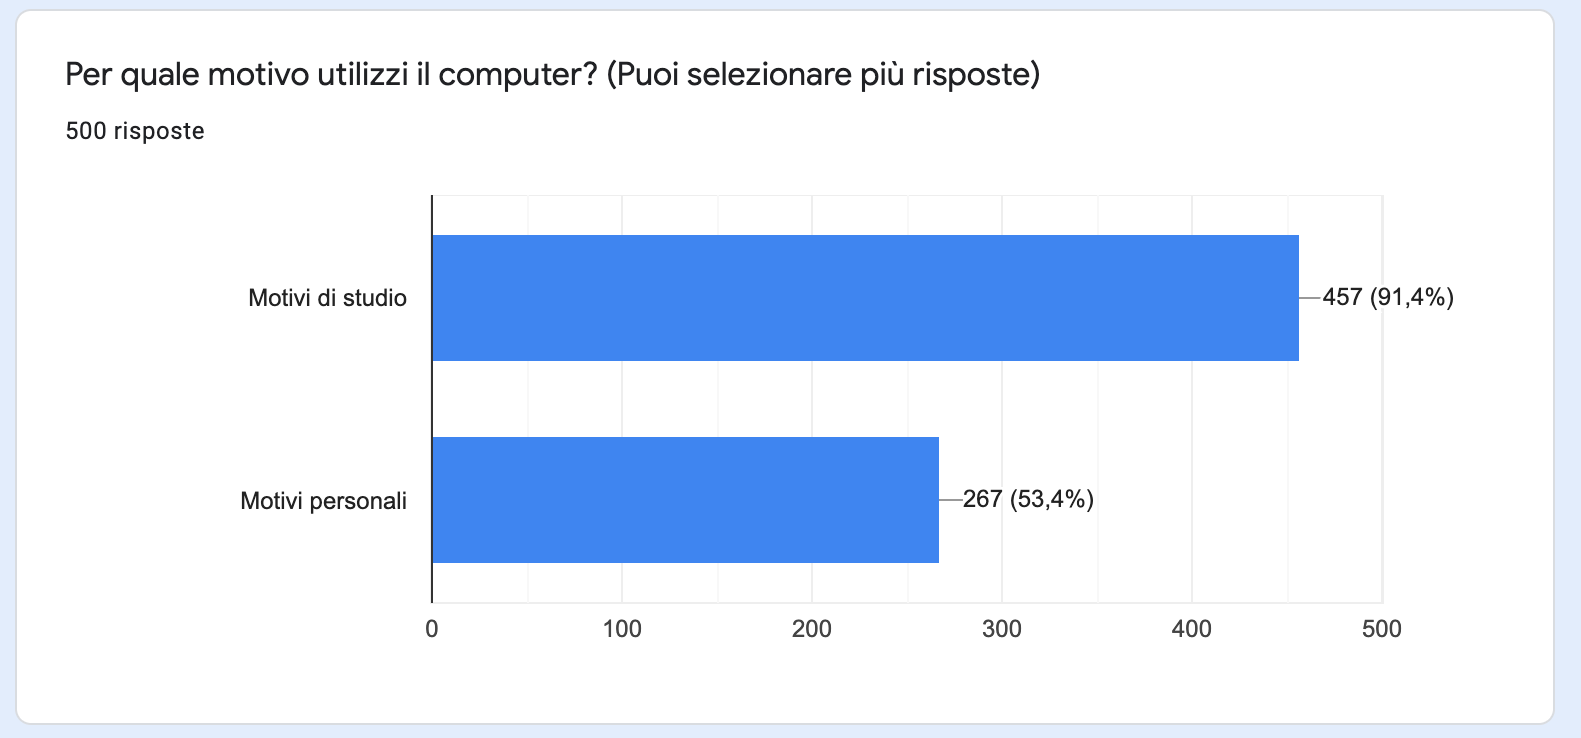 Per quale motivo utilizzi il computer? (Puoi selezionare più risposte)
500 risposte
Motivi di studio
457 (91,4%)
Motivi personali
267 (53,4%)
0 100 200 300 400 500